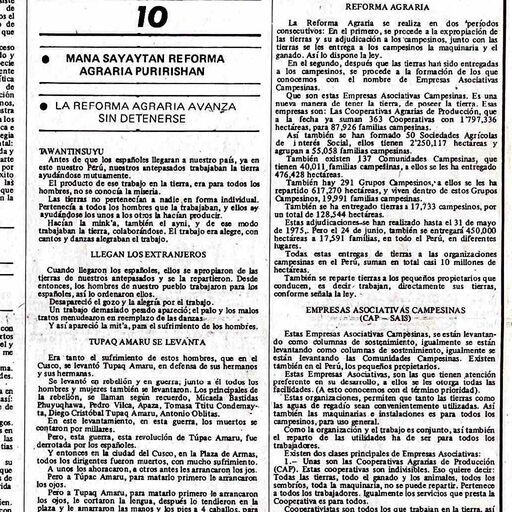 10
MANA SAYAYTAN REFORMA
AGRARIA PURIRISHAN
LA REFORMA AGRARIA AVANZA
SIN DETENERSE
TAWANTINSUYU
Antes de que los españoles llegaran a nuestro país, ya en
este nuestro Perú, nuestros antepasados trabajaban la tierra
ayudándose mutuamente.
El producto de ese trabajo en la tierra, era para todos los
hombres, no se conocía la miseria.
Las tierras no pertenecían a nadie en forma individual.
Pertenecía a todos los hombres que la trabajaban, y ellos
ayudándose los unos a los otros la hacían producir.
Hacían la mink'a, también el ayni, y de ese modo
trabajaban la tierra, colaborándose. El trabajo era alegre, con
cantos y danzas alegraban el trabajo.
LLEGAN LOS EXTRANJEROS
Cuando llegaron los españoles, ellos se apropiaron de las
tierras de nuestros antepasados y se la repartieron. Desde
entonces, los hombres de nuestro pueblo trabajaron para los
españoles, así lo ordenaron ellos.
Desapareció el gozo y la alegría por el trabajo.
Un trabajo demasiado pesado apareció; el palo y los malos
tratos menudearon en reemplazo de las danzas.
Y así apareció la mit'a, para el sufrimiento de los hombres.
TUPAQ AMARU SE LEVANTA
Era tanto el sufrimiento de estos hombres, que en el
Cusco, se levantó Tupaq Amaru, en defensa de sus hermanos
y sus hermanas.
Se levantó en rebelión y en guerra; junto a él todos los
hombres y mujeres también se levantaron. Los principales de
la rebelión, se llaman según recuerdo, Micaela Bastidas
Phuyuqhawa, Pedro Vilca, Apaza, Tomasa Titu Condemay-
ta, Diego Cristóbal Tupaq Amaru, Antonio Oblitas.
En este levantamiento, en esta guerra, los muertos se
contaron por millares.
Pero, esta guerra, esta revolución de Túpac Amaru, fue
derrotada por los españoles.
Y entonces en la ciudad del Cusco, en la Plaza de Armas,
todos los dirigentes fueron muertos, con mucho sufrimiento.
A unos los ahorcaron, a otros antes les arrancaron los jos.
Pero a Túpac Amaru, para matarlo primero le arrancaron
los ojos.
Pero a Tupaq Amaru, para matarlo primero le arrancaron
los ojos, le cortaron la lengua, después lo tendieron en la
plaza y le amarraron las manos y los pies a 4 caballos, para
REFORMA AGRARIA
La Reforma Agraria se realiza en dos períodos
consecutivos: En el primero, se procede a la expropiación de
las tierras y su adjudicación a los campesinos, junto con las
tierras se les entrega a los campesinos la maquinaria y el
ganado. Así lo dispone la ley.
En el segundo, después que las tierras han sido entregadas
a los campesinos, se procede a la formación de los que
conocemos con el nombre de Empresas Asociativas
Campesinas.
Que son estas Empresas Asociativas Campesinas. Es una
nueva manera de tener la tierra, de poseer la tierra. Esas
empresas son: Las Cooperativas Agrarias de Producción, que
a la fecha ya suman 363 Cooperativas con 1'797,336
hectáreas, para 87,926 familias campesinas.
Así también se han formado 50 Sociedades Agrícolas
de interés Social, ellos tienen 2'250,117 hectáreas y
agrupan a 55,058 familias campesinas.
También existen 137 Comunidades Campesinas, que
tienen 40,011 familias campesinas, a ellos se les ha entregado
476,428 hectáreas.
También hay 291 Grupos Campesinos, a ellos se les ha
repartido 617,270 hectáreas, y viven dentro de estos Grupos
Campesinos, 19,991 familias campesinas.
También se ha entregado tierras a 17,733 campesinos, por
un total de 128,544 hectáreas.
Estas adjudicaciones se han realizado hasta el 31 de mayo
de 1975. Pero el 24 de junio, también se entregará 450,000
hectáreas a 17,591 familias, en todo el Perú, en diferentes
lugares.
Todas estas entregas de tierras a las organizaciones
campesinas en el Perú, suman en total casi 10 millones de
hectáreas.
También se reparte tierras a los pequeños propietarios que
conducen, es decir trabajan, directamente sus tierras,
conforme señala la ley.
EMPRESAS ASOCIATIVAS CAMPESINAS
(CAP - SAIS)
Estas Empresas Asociativas Campesinas, se están levantan-
do como columnas de sostenimiento, igualmente se están
levantando como columnas de sostenimiento, igualmente
se están levantando las Comunidades Campesinas. Existen
también en el Perú, los pequeños propietarios.
Estas Empresas Asociativas, son las que tienen atención
preferente en su desarrollo, a ellos se les otorga todas las
facilidades. (A esto conocemos con el término prioridad).
Estas organizaciones, permiten que tanto las tierras como
las aguas de regadío sean convenientemente utilizadas. Así
también las maquinarias e instalaciones es para todos los
campesinos, para uso en general.
Como la organización y el trabajo es conjunto, así también
el reparto de las utilidades ha de ser para todos los
trabajadores.
Existen dos clases principales de Empresas Asociativas:
1.— Unas son las Cooperativas Agrarias de Producción
(CAP). Estas cooperativas son indivisibles. Eso quiere decir:
Todas las tierras, todo el ganado y los animales, todos los
sembríos, toda la maquinaria, no se puede repartir. Pertenece
a todos los trabajadores. Igualmente los servicios que presta la
Cooperativa es para todos.
Cooperativistas son todos los que trabajan en la tierra, son